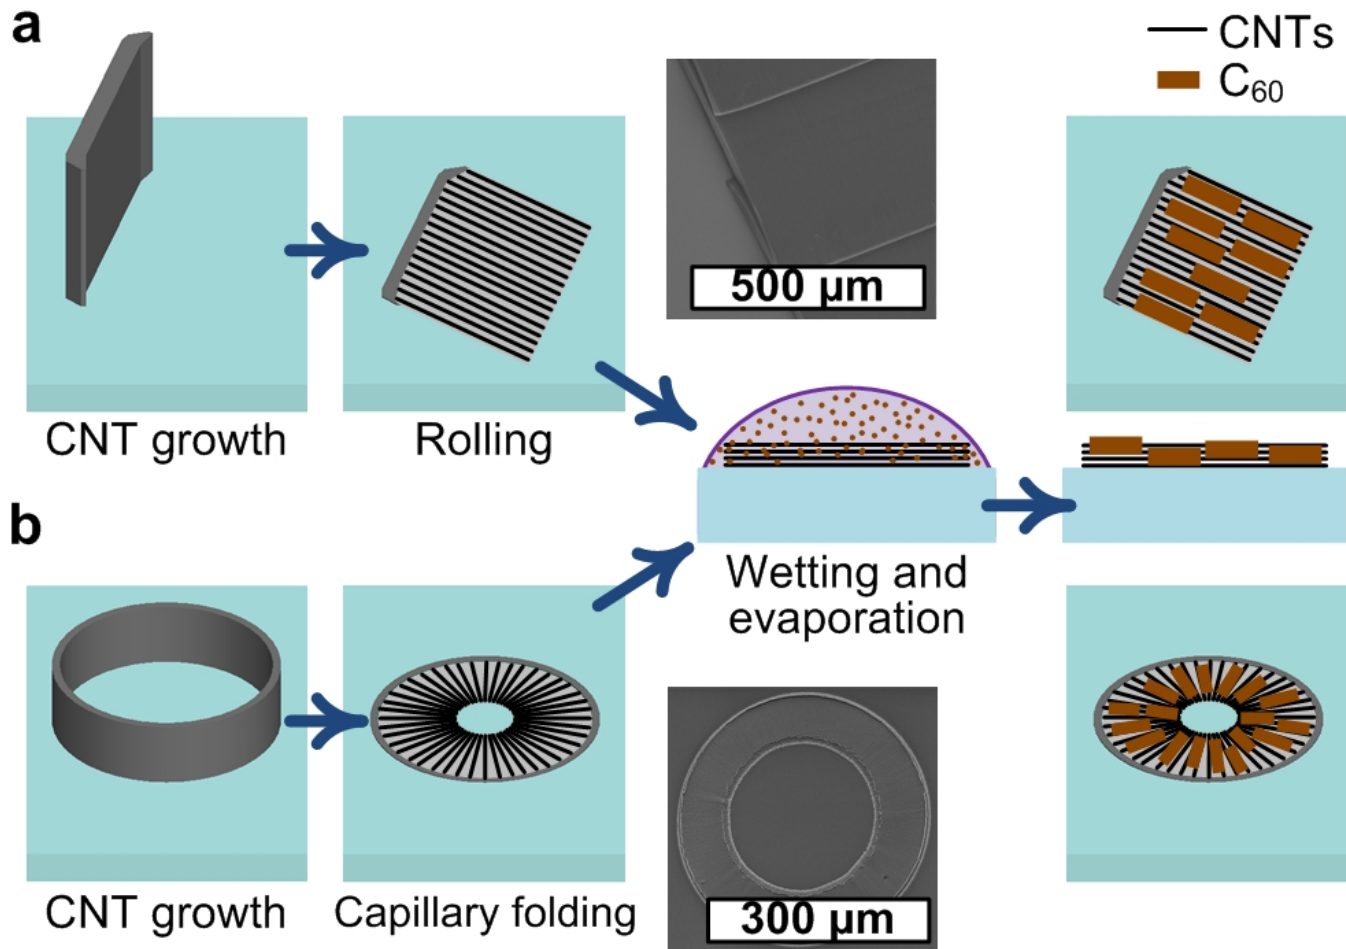 a
CNTs
C₆₀
500 µm
CNT growth
Rolling
b
Wetting and
evaporation
CNT growth
Capillary folding
300 µm